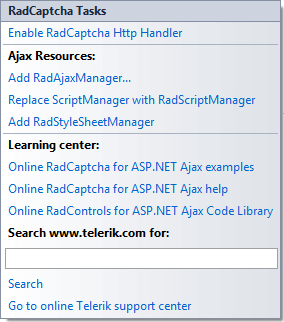 RadCaptcha Tasks
Enable RadCaptcha Http Handler
Ajax Resources:
Add RadAjaxManager...
Replace ScriptManager with RadScriptManager
Add RadStyleSheetManager
Learning center:
Online RadCaptcha for ASP.NET Ajax examples
Online RadCaptcha for ASP.NET Ajax help
Online RadControls for ASP.NET Ajax Code Library
Search www.telerik.com for:
Search
Go to online Telerik support center